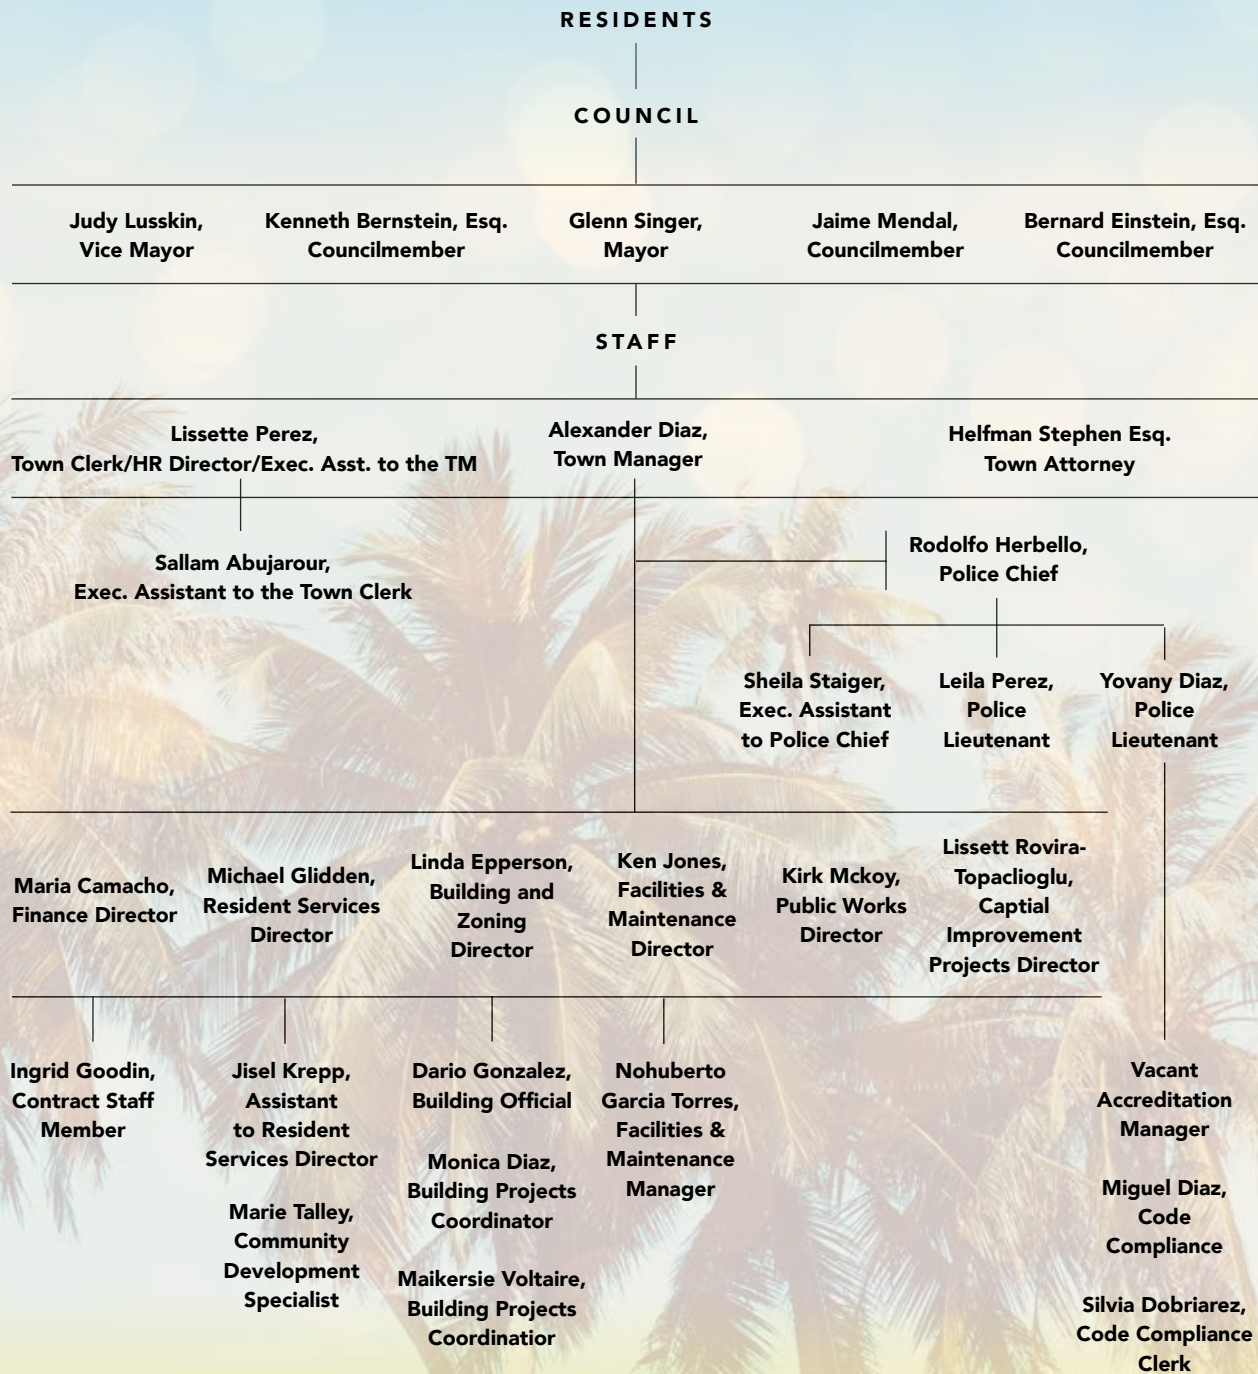 RESIDENTS
COUNCIL
Judy Lusskin,
Vice Mayor
Kenneth Bernstein, Esq.
Councilmember
Glenn Singer,
Mayor
Jaime Mendal,
Councilmember
Bernard Einstein, Esq.
Councilmember
STAFF
Lissette Perez,
Town Clerk/HR Director/Exec. Asst. to the TM
Alexander Diaz,
Town Manager
Helfman Stephen Esq.
Town Attorney
Sallam Abujarour,
Exec. Assistant to the Town Clerk
Rodolfo Herbello,
Police Chief
Sheila Staiger,
Exec. Assistant
to Police Chief
Leila Perez,
Police
Lieutenant
Yovany Diaz,
Police
Lieutenant
Maria Camacho,
Finance Director
Michael Glidden,
Resident Services
Director
Linda Epperson,
Building and
Zoning
Director
Ken Jones,
Facilities &
Maintenance
Director
Kirk Mckoy,
Public Works
Director
Lissett Rovira-
Topaclioglu,
Captial
Improvement
Projects Director
Ingrid Goodin,
Contract Staff
Member
Jisel Krepp,
Assistant
to Resident
Services Director
Marie Talley,
Community
Development
Specialist
Dario Gonzalez,
Building Official
Monica Diaz,
Building Projects
Coordinator
Maikersie Voltaire,
Building Projects
Coordinatior
Nohuberto
Garcia Torres,
Facilities &
Maintenance
Manager
Vacant
Accreditation
Manager
Miguel Diaz,
Code
Compliance
Silvia Dobriarez,
Code Compliance
Clerk